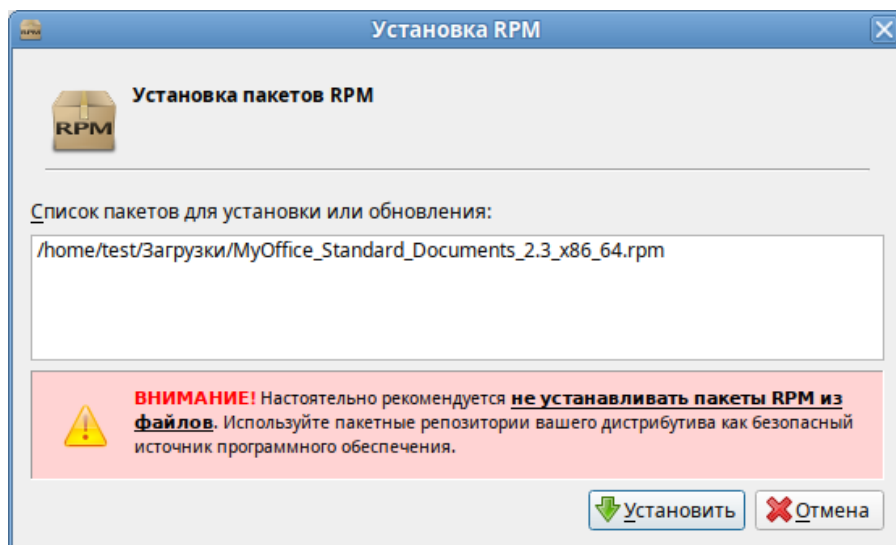 Установка RPM
Установка пакетов RPM
RPM
Список пакетов для установки или обновления:
/home/test/Загрузки/MyOffice_Standard_Documents_2.3_x86_64.rpm
ВНИМАНИЕ! Настоятельно рекомендуется не устанавливать пакеты RPM из
файлов. Используйте пакетные репозитории вашего дистрибутива как безопасный
источник программного обеспечения.
Установить
Отмена